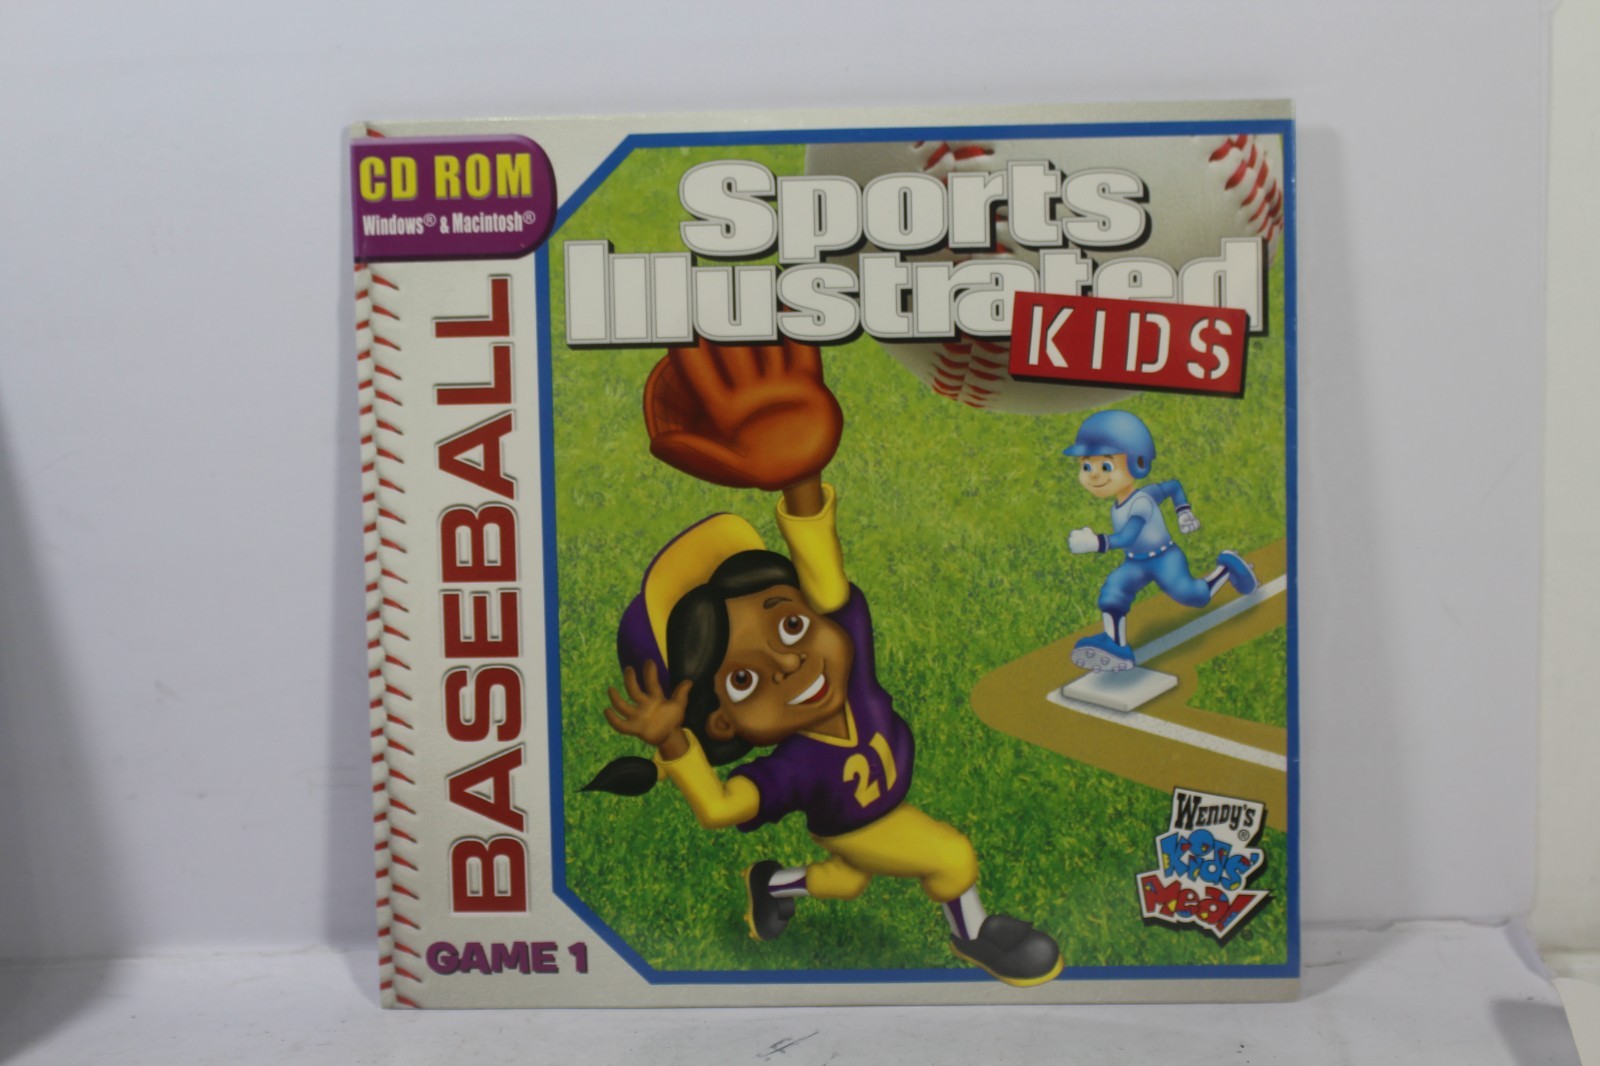 CD ROM
Windows® & Macintosh®
Sports
Illustrated
KIDS
BASEBALL
21
WENDY'S®
Kids'
Meal®
GAME 1